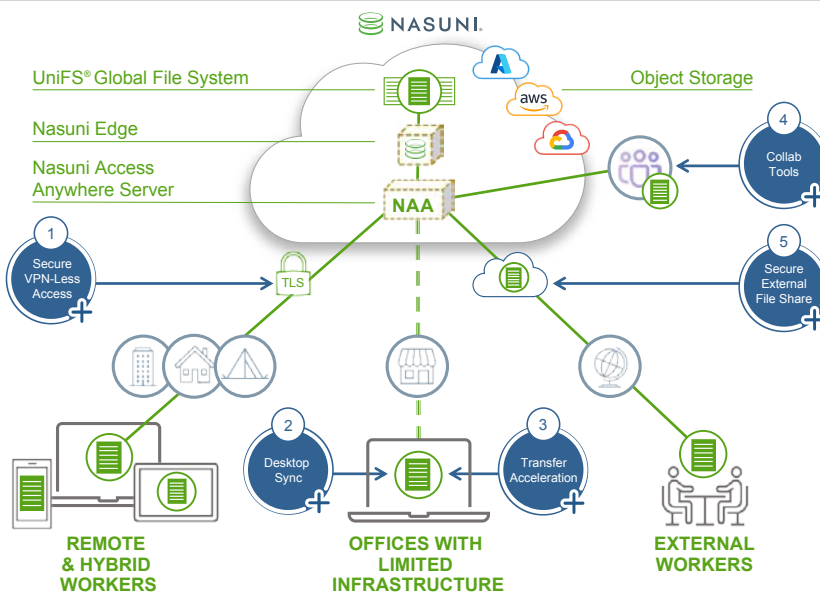 NASUNI.
UniFS® Global File System
Object Storage
aws
Nasuni Edge
Nasuni Access
Anywhere Server
NAA
4
Collab
Tools
1
Secure
VPN-Less
Access
TLS
5
Secure
External
File Share
2
Desktop
Sync
3
Transfer
Acceleration
REMOTE
& HYBRID
WORKERS
OFFICES WITH
LIMITED
INFRASTRUCTURE
EXTERNAL
WORKERS